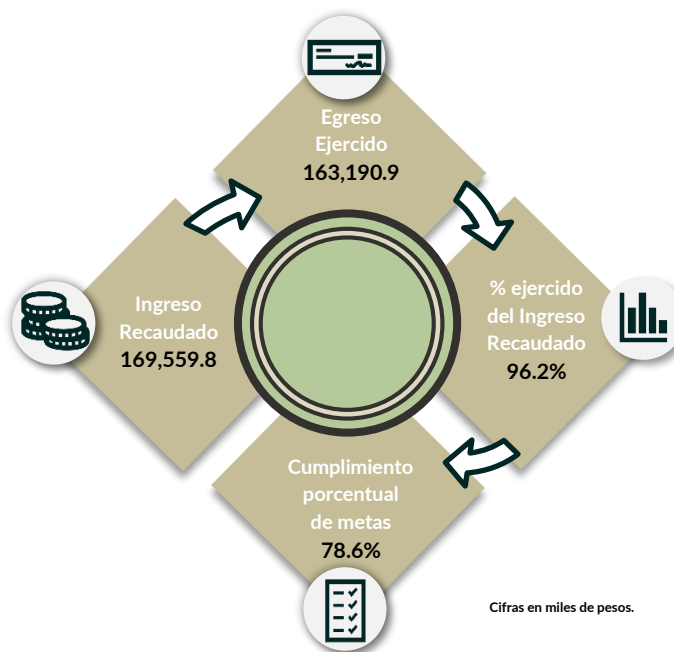 Egreso
Ejercido
163,190.9
Ingreso
Recaudado
169,559.8
% ejercido
del Ingreso
Recaudado
96.2%
Cumplimiento
porcentual
de metas
78.6%
Cifras en miles de pesos.